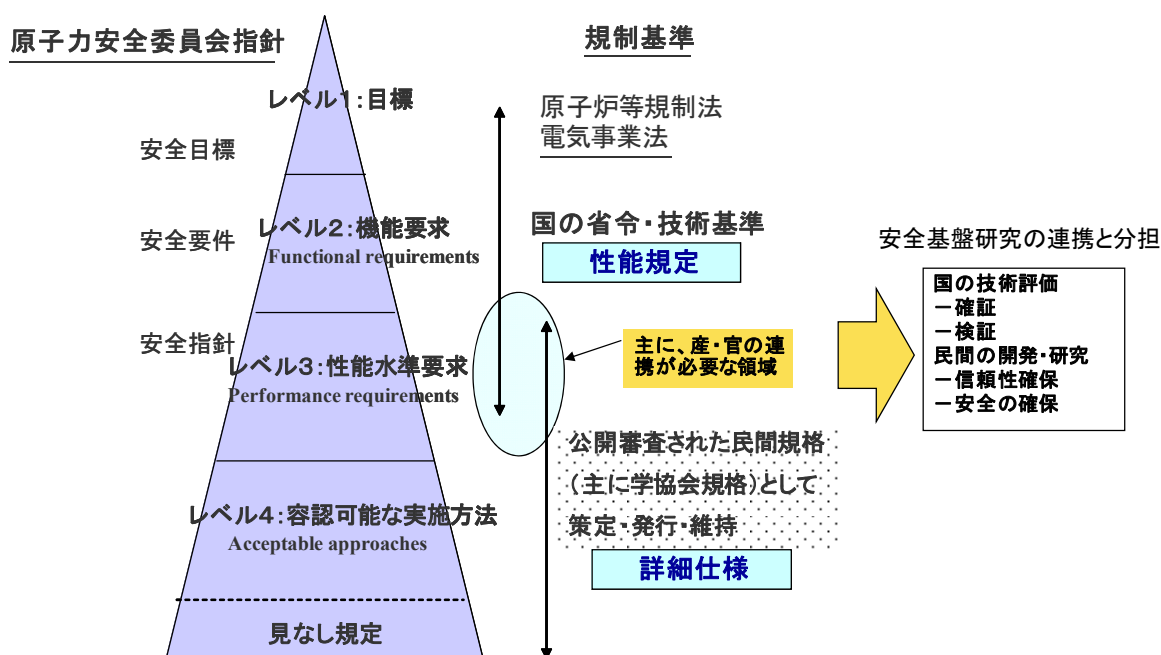 原子力安全委員会指針
規制基準
レベル1:目標
原子炉等規制法
電気事業法
安全目標
安全要件
レベル2:機能要求
Functional requirements
国の省令・技術基準
性能規定
安全基盤研究の連携と分担
国の技術評価
－確証
－検証
民間の開発・研究
－信頼性確保
－安全の確保
安全指針
レベル3:性能水準要求
Performance requirements
主に、産・官の連
携が必要な領域
公開審査された民間規格
(主に学協会規格)として
策定・発行・維持
レベル4:容認可能な実施方法
Acceptable approaches
詳細仕様
見なし規定